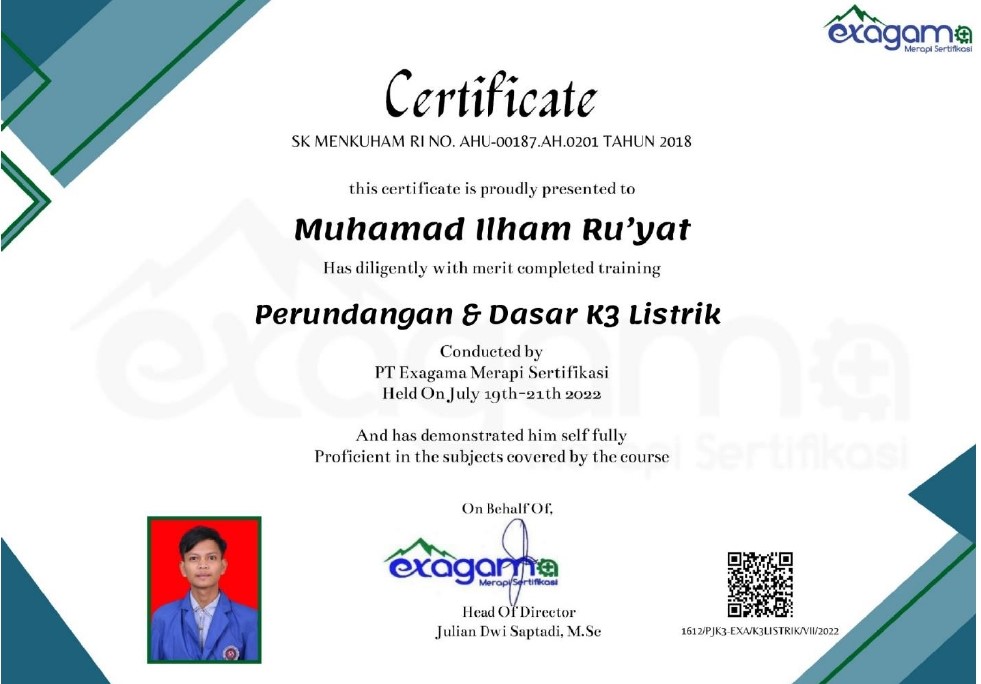 exagama
Merapi Sertifikasi
Certificate
SK MENKUHAM RI NO. AHU-00187.AH.0201 TAHUN 2018
this certificate is proudly presented to
Muhamad Ilham Ru'yat
Has diligently with merit completed training
Perundangan & Dasar K3 Listrik
Conducted by
PT Exagama Merapi Sertifikasi
Held On July 19th-21th 2022
And has demonstrated him self fully
Proficient in the subjects covered by the course
exagama
Merapi Sertifikasi
On Behalf Of,
exagama
Merapi Sertifikasi
Head Of Director
Julian Dwi Saptadi, M.Sc
1612/PJK3-EXA/K3LISTRIK/VII/2022